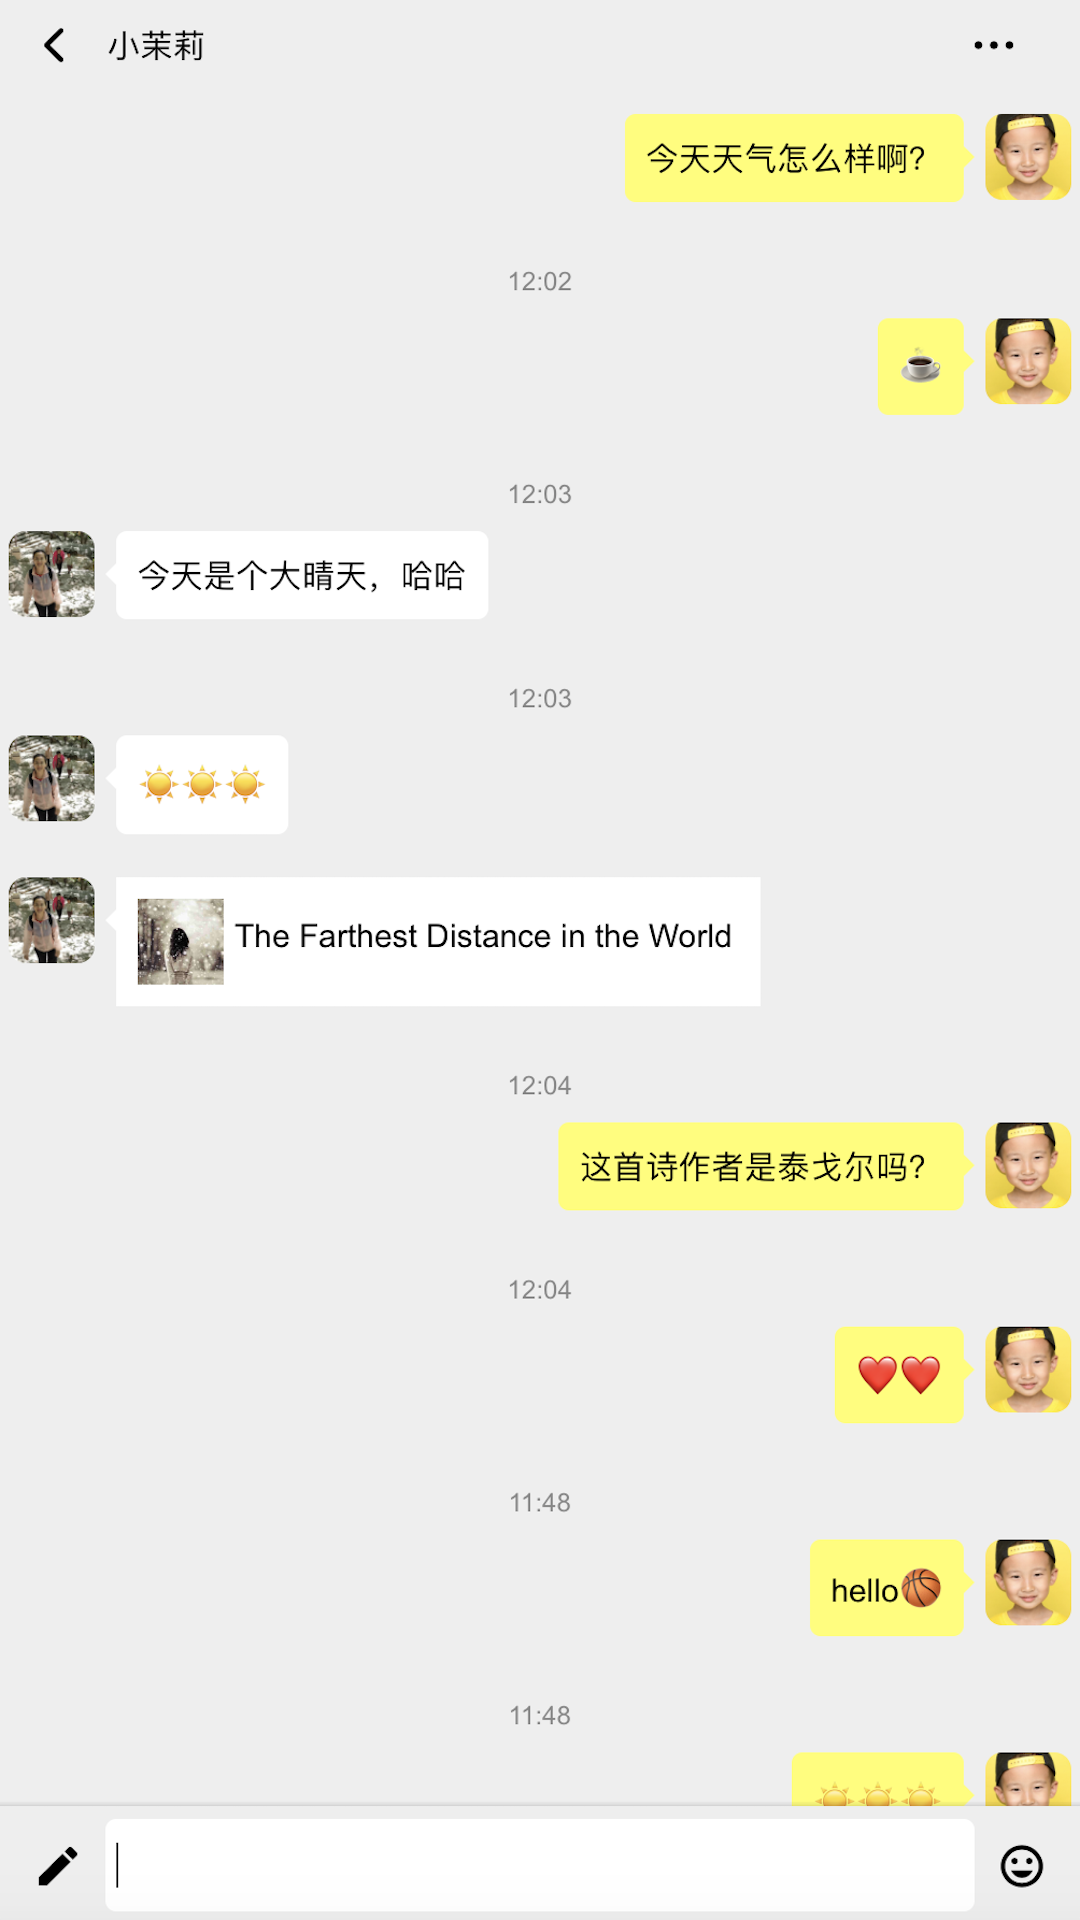 小茉莉
今天天气怎么样啊?
12:02
☕
12:03
今天是个大晴天，哈哈
12:03
☀️☀️☀️
The Farthest Distance in the World
12:04
这首诗作者是泰戈尔吗?
12:04
❤️❤️
11:48
hello🏀
11:48
☀️☀️☀️